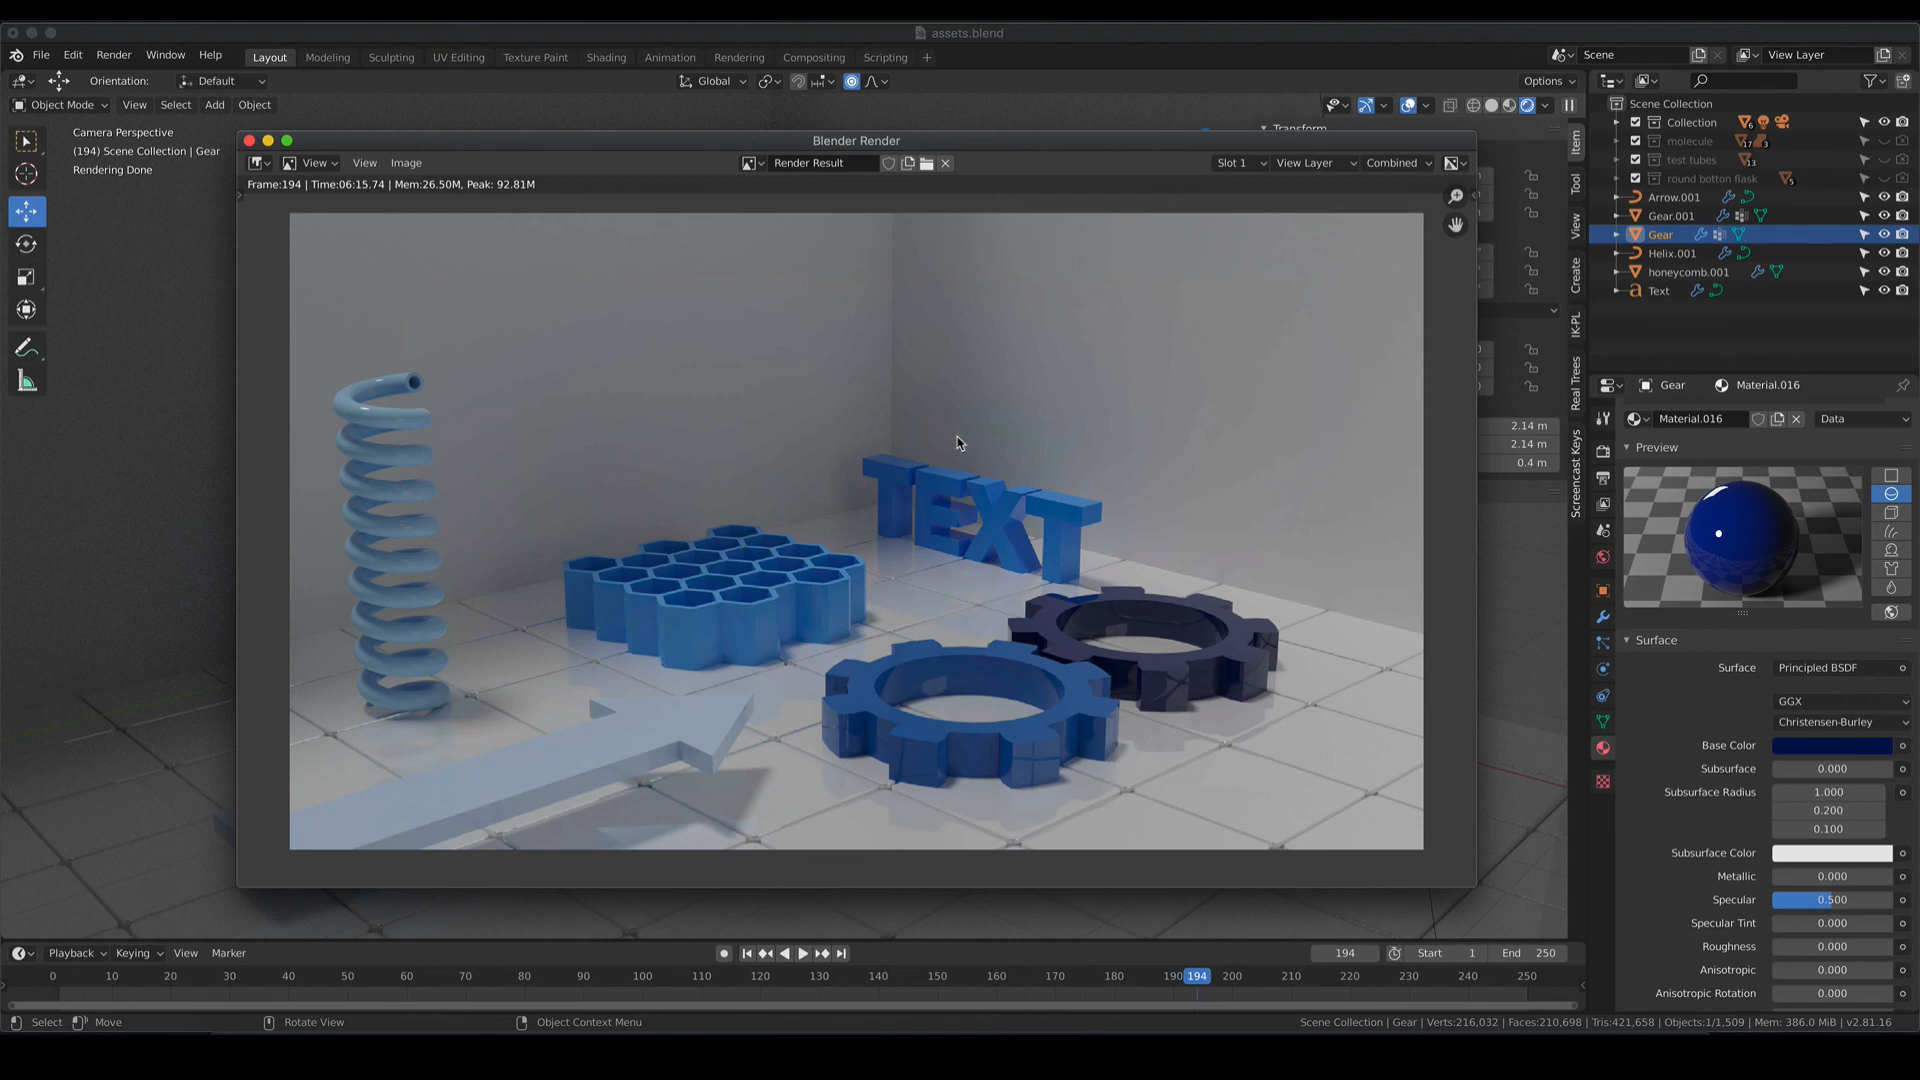 assets.blend
File Edit Render Window Help Layout Modeling Sculpting UV Editing Texture Paint Shading Animation Rendering Compositing Scripting + Scene View Layer
Orientation: Default Global Options
Object Mode View Select Add Object
Camera Perspective
(194) Scene Collection | Gear
Rendering Done
Blender Render
View View Image Render Result Slot 1 View Layer Combined
Frame:194 | Time:06:15.74 | Mem:26.50M, Peak: 92.81M
TEXT
Transform
2.14 m
2.14 m
0.4 m
Item
Tool
View
Create
IK-PL
Real Trees
Screencast Keys
Scene Collection
Collection 6
molecule 17 3
test tubes 13
round botton flask 5
Arrow.001
Gear.001
Gear
Helix.001
honeycomb.001
Text
Gear Material.016
Material.016 Data
Preview
Surface
Surface Principled BSDF
GGX
Christensen-Burley
Base Color
Subsurface 0.000
Subsurface Radius 1.000
0.200
0.100
Subsurface Color
Metallic 0.000
Specular 0.500
Specular Tint 0.000
Roughness 0.000
Anisotropic 0.000
Anisotropic Rotation 0.000
Playback Keying View Marker 194 Start 1 End 250
0 10 20 30 40 50 60 70 80 90 100 110 120 130 140 150 160 170 180 190 194 200 210 220 230 240 250
Select Move Rotate View Object Context Menu Scene Collection | Gear | Verts:216,032 | Faces:210,698 | Tris:421,658 | Objects:1/1,509 | Mem: 386.0 MiB | v2.81.16